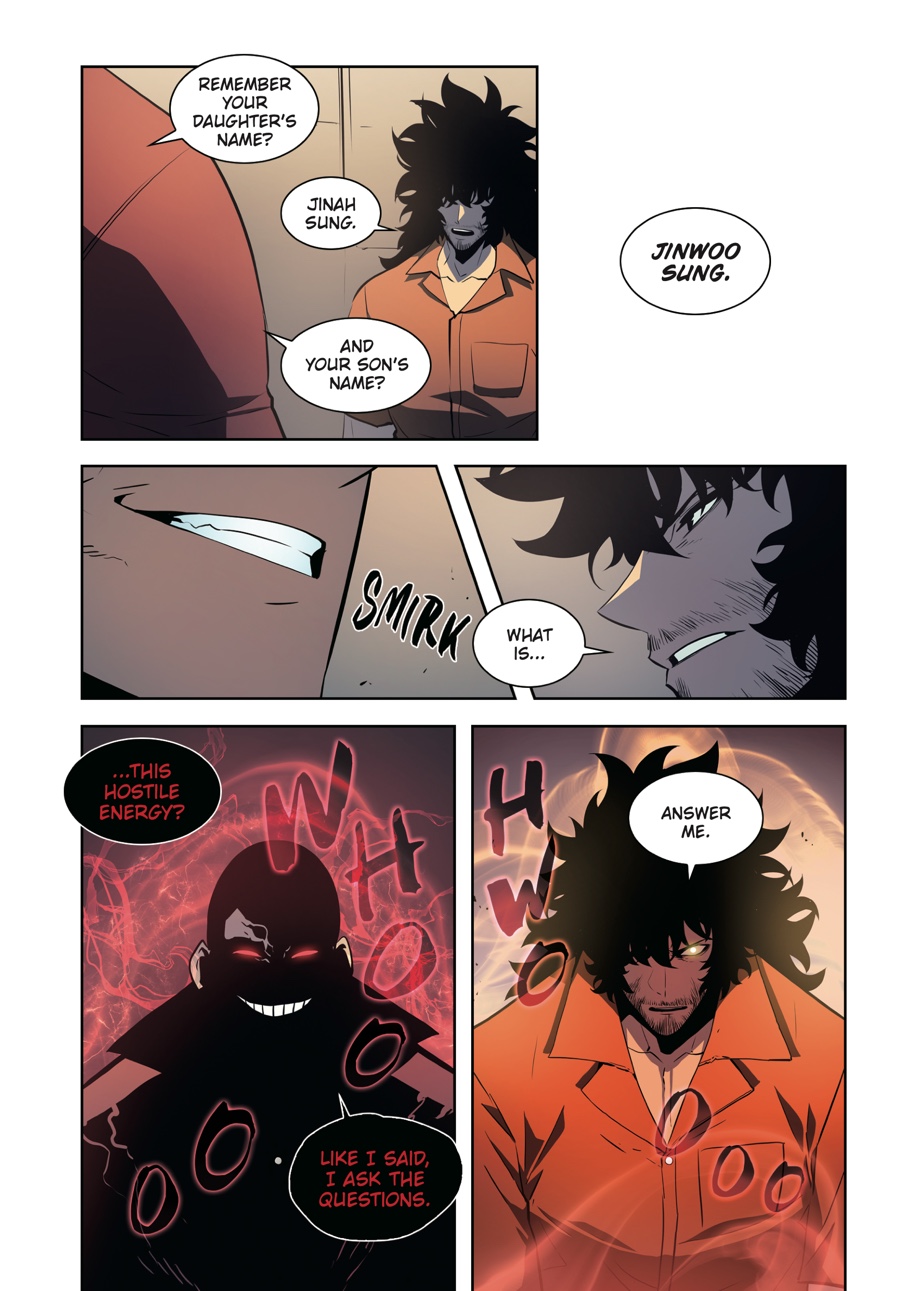 REMEMBER
YOUR
DAUGHTER'S
NAME?
JINAH
SUNG.
AND
YOUR SON'S
NAME?
JINWOO
SUNG.
SMIRK
WHAT
IS...
...THIS
HOSTILE
ENERGY?
WHOOOO
LIKE I SAID,
I ASK THE
QUESTIONS.
HWOOOO
ANSWER
ME.